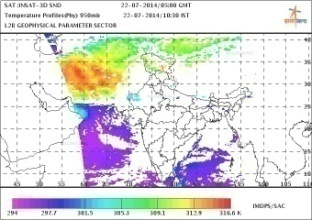 SAT :INSAT-3D SND 22-07-2014/05:00 GMT
Temperature Profiles(Phy) 950mb 22-07-2014/10:30 IST
L2B GEOPHYSICAL PARAMETER SECTOR
40
35
30
25
20
15
10
45 50 55 60 65 70 75 80 85 90 95 100 105 110
294 297.7 301.5 305.3 309.1 312.9 316.6 K IMDPS/SAC